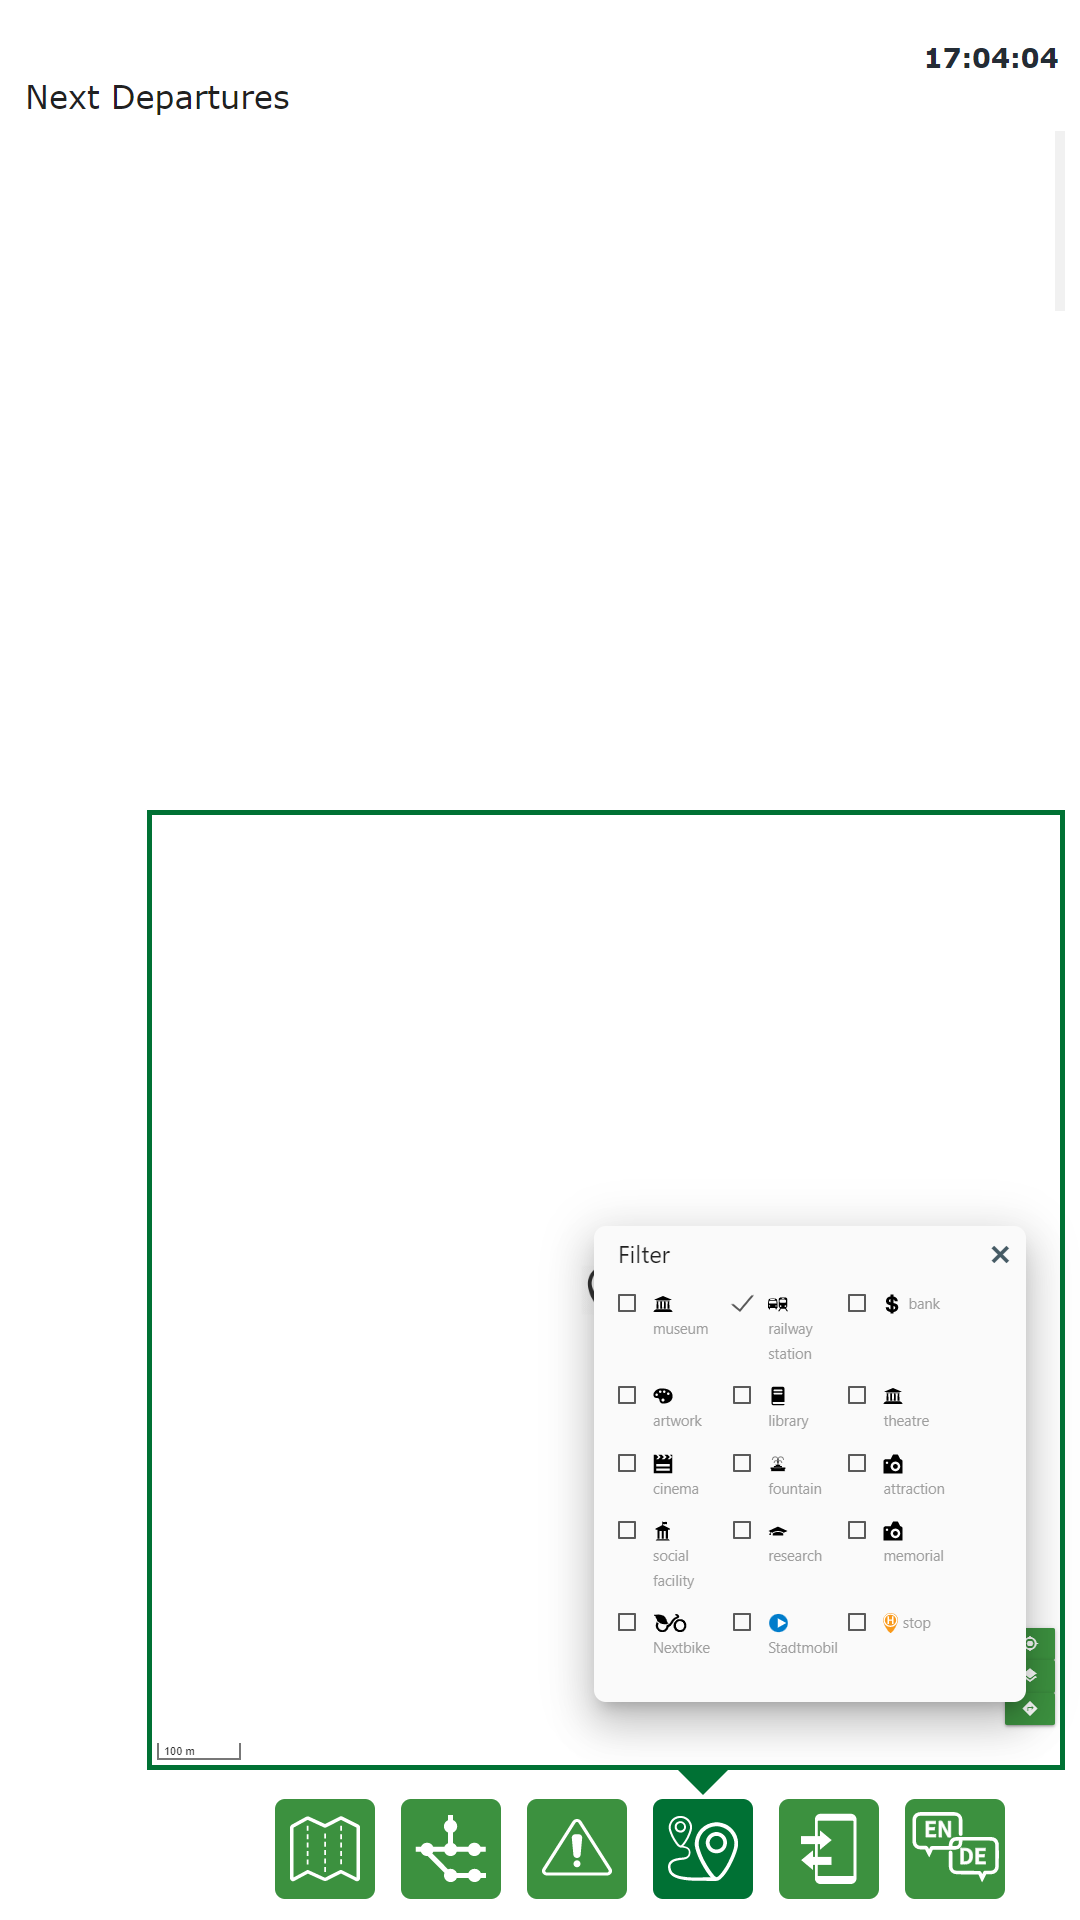 17:04:04
Next Departures
Filter
museum
railway
station
bank
artwork
library
theatre
cinema
fountain
attraction
social
facility
research
memorial
Nextbike
Stadtmobil
H
stop
100 m
EN
DE